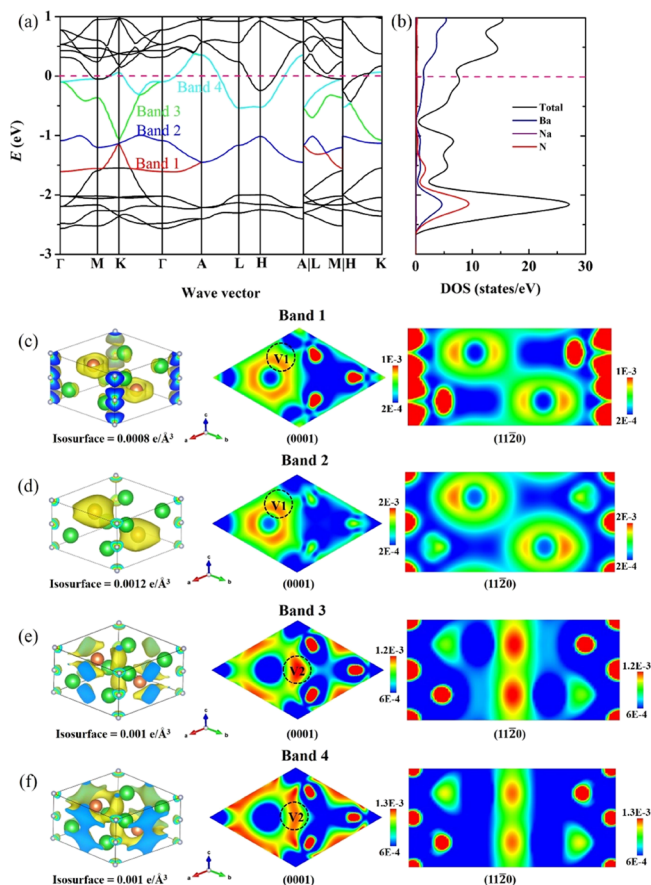 (a)
(b)
1
0
-1
-2
-3
E (eV)
Band 4
Band 3
Band 2
Band 1
Γ M K Γ A L H A|L M|H K
Wave vector
Total
Ba
Na
N
0 10 20 30
DOS (states/eV)
Band 1
(c)
V1
1E-3
2E-4
1E-3
2E-4
Isosurface = 0.0008 e/Å³
a b c
(0001)
(112̄0)
Band 2
(d)
V1
2E-3
2E-4
2E-3
2E-4
Isosurface = 0.0012 e/Å³
a b c
(0001)
(112̄0)
Band 3
(e)
V2
1.2E-3
6E-4
1.2E-3
6E-4
Isosurface = 0.001 e/Å³
a b c
(0001)
(112̄0)
Band 4
(f)
V2
1.3E-3
6E-4
1.3E-3
6E-4
Isosurface = 0.001 e/Å³
a b c
(0001)
(112̄0)